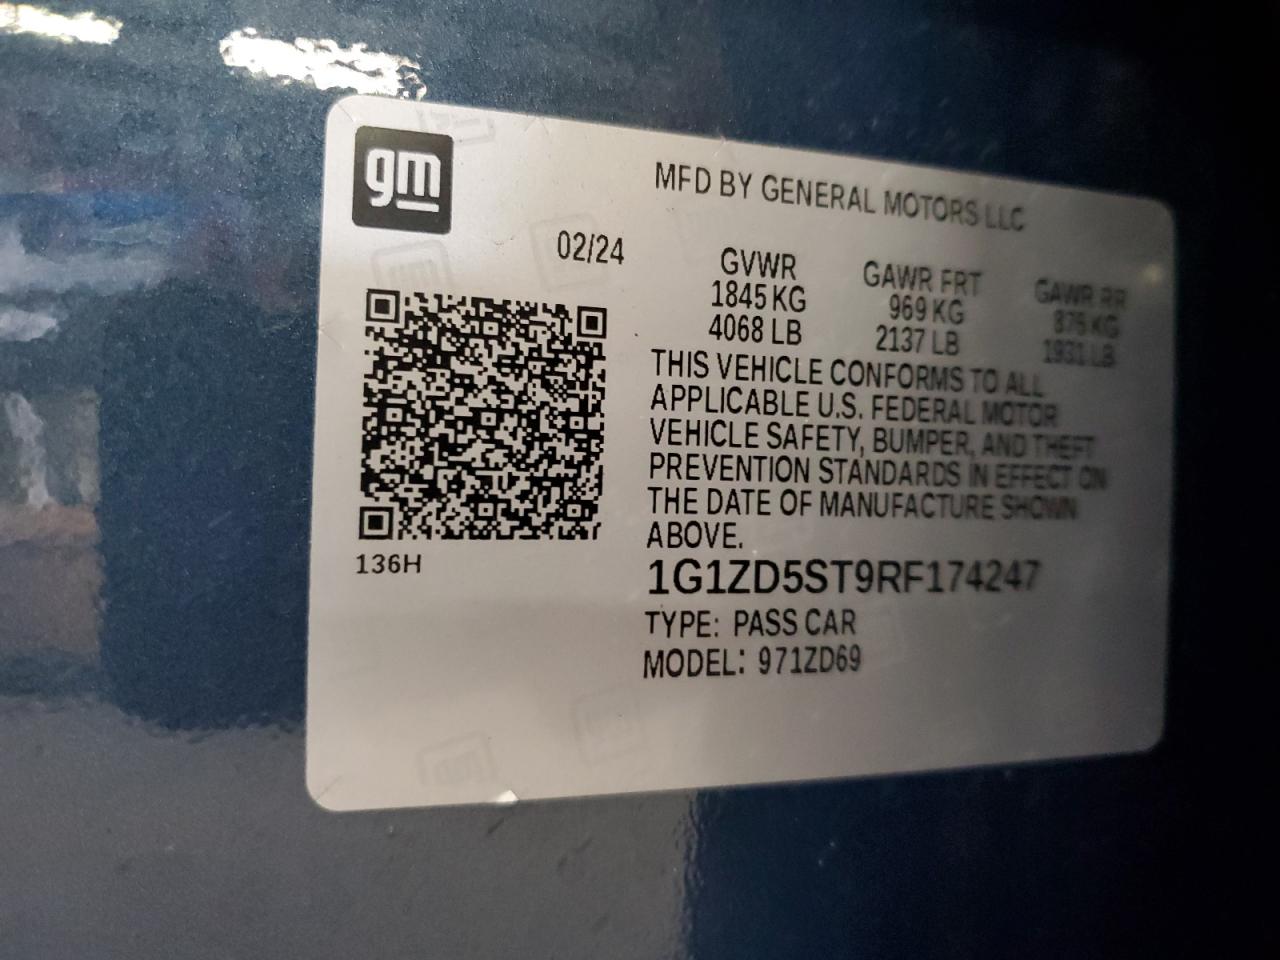 gm
MFD BY GENERAL MOTORS LLC
02/24
GVWR GAWR FRT GAWR RR
1845 KG 969 KG 876 KG
4068 LB 2137 LB 1931 LB
THIS VEHICLE CONFORMS TO ALL
APPLICABLE U.S. FEDERAL MOTOR
VEHICLE SAFETY, BUMPER, AND THEFT
PREVENTION STANDARDS IN EFFECT ON
THE DATE OF MANUFACTURE SHOWN
ABOVE.
136H
1G1ZD5ST9RF174247
TYPE: PASS CAR
MODEL: 971ZD69